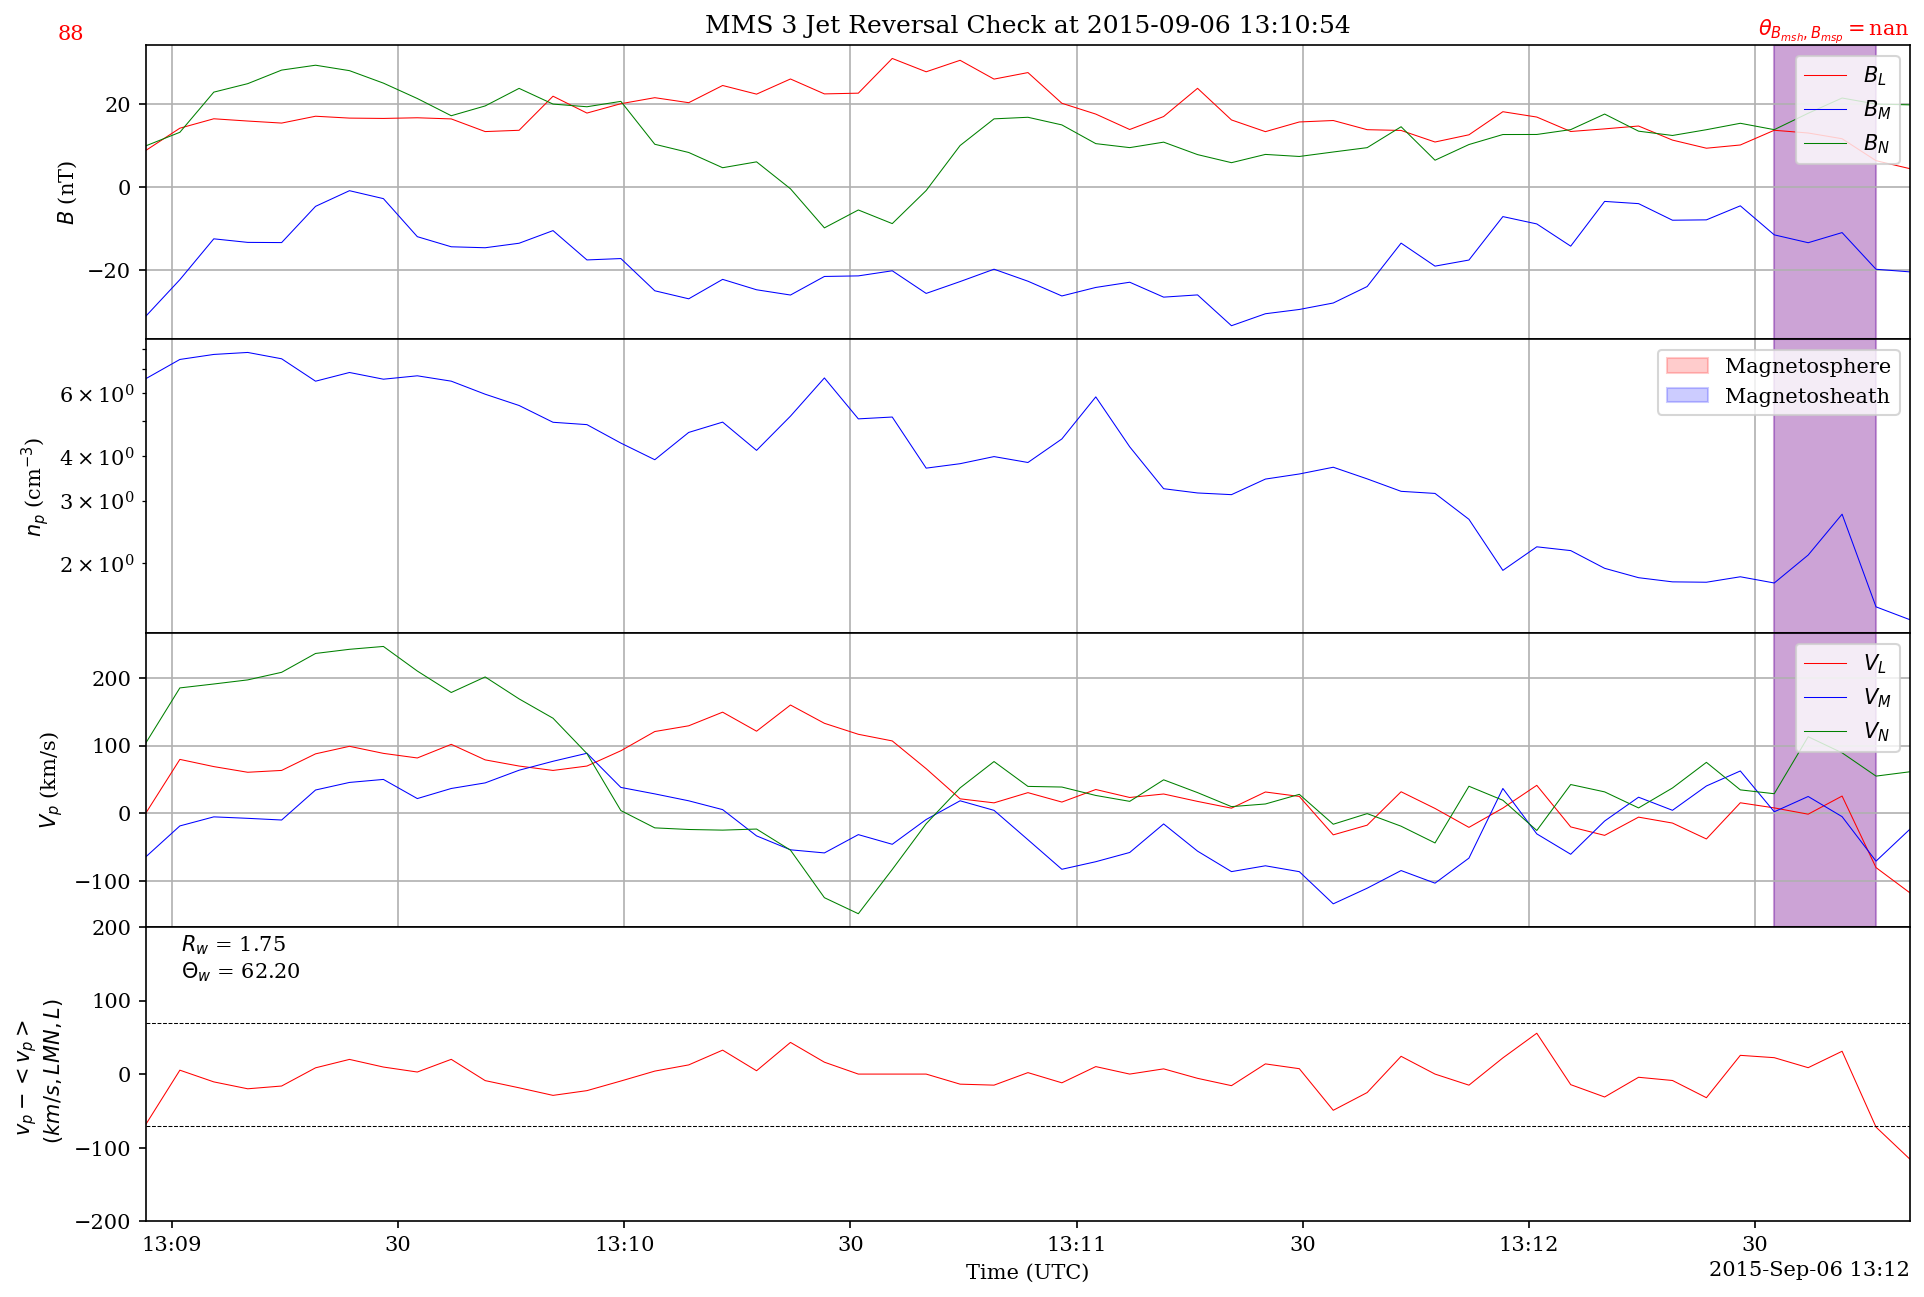 88
MMS 3 Jet Reversal Check at 2015-09-06 13:10:54
θ_{B_{msh}, B_{msp}} = nan
B (nT)
20
0
−20
B_L
B_M
B_N
n_p (cm^{−3})
6 × 10^0
4 × 10^0
3 × 10^0
2 × 10^0
Magnetosphere
Magnetosheath
V_p (km/s)
200
100
0
−100
V_L
V_M
V_N
v_p − < v_p >
(km/s, LMN, L)
200
100
0
−100
−200
R_w = 1.75
Θ_w = 62.20
13:09 30 13:10 30 13:11 30 13:12 30
Time (UTC)
2015-Sep-06 13:12